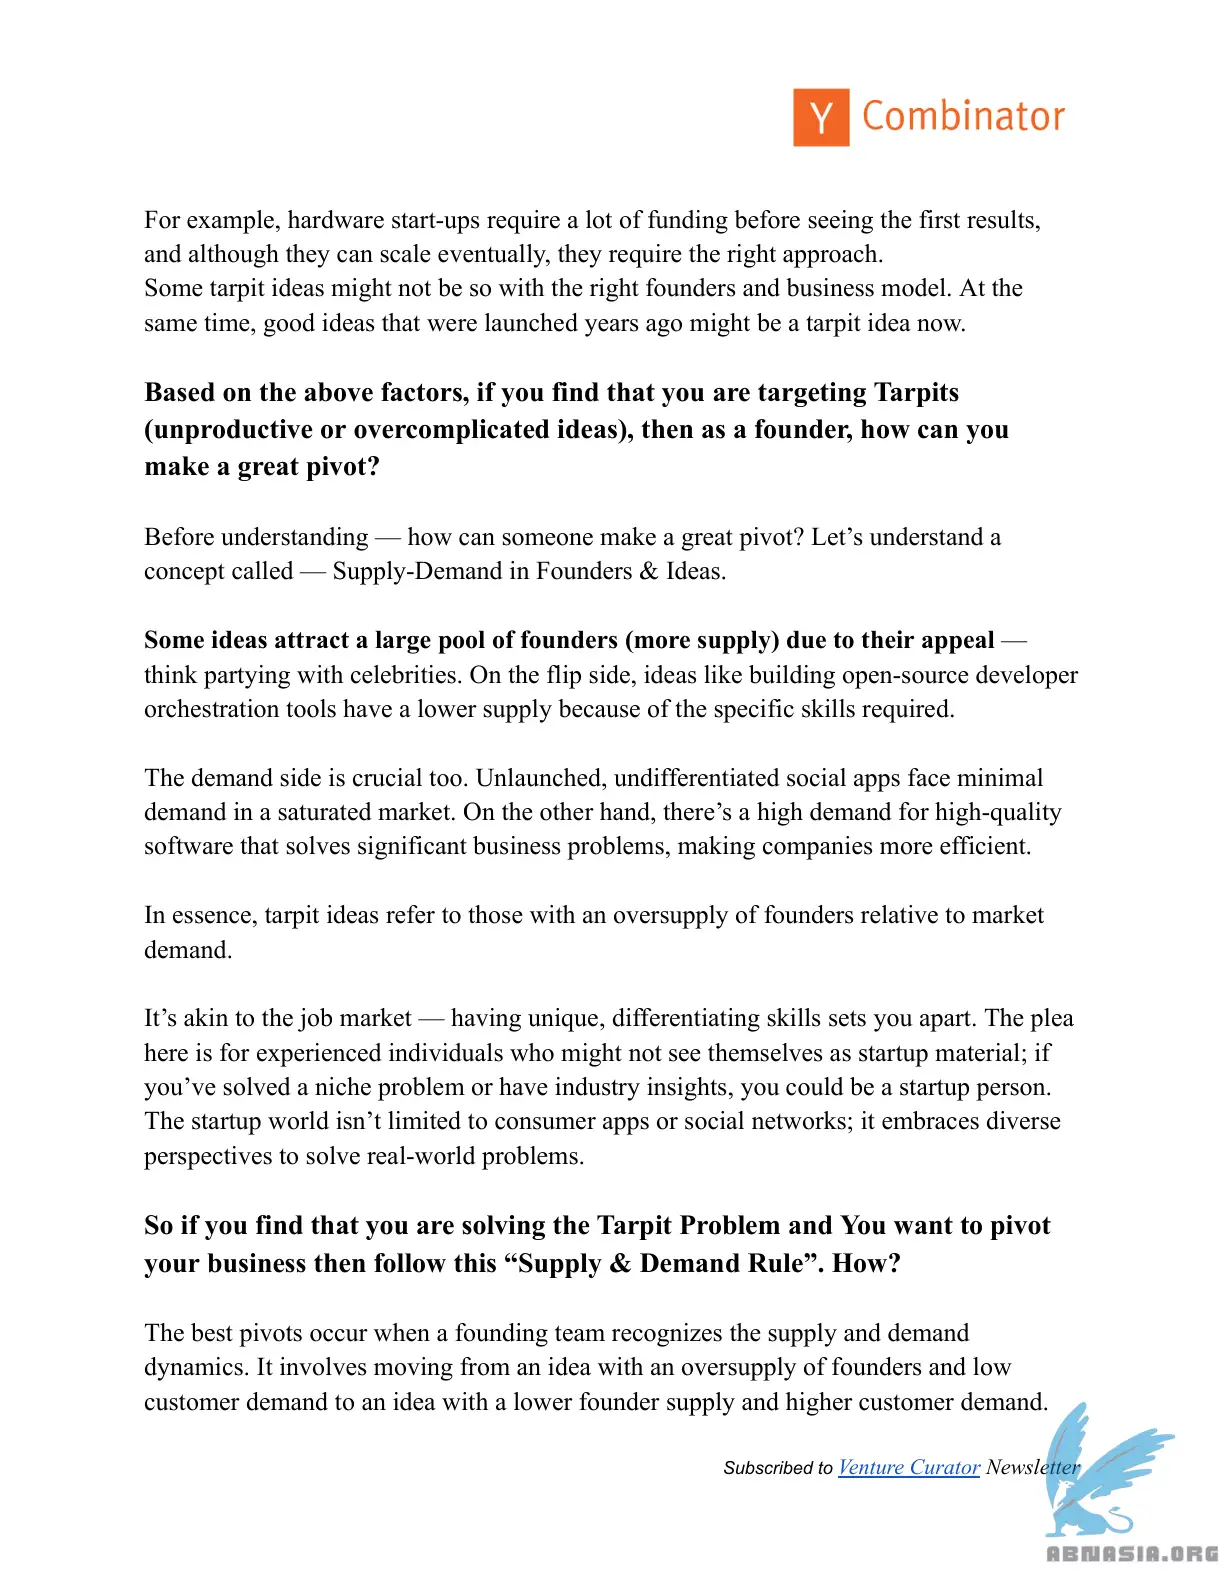 Y Combinator
For example, hardware start-ups require a lot of funding before seeing the first results,
and although they can scale eventually, they require the right approach.
Some tarpit ideas might not be so with the right founders and business model. At the
same time, good ideas that were launched years ago might be a tarpit idea now.
Based on the above factors, if you find that you are targeting Tarpits
(unproductive or overcomplicated ideas), then as a founder, how can you
make a great pivot?
Before understanding — how can someone make a great pivot? Let’s understand a
concept called — Supply-Demand in Founders & Ideas.
Some ideas attract a large pool of founders (more supply) due to their appeal —
think partying with celebrities. On the flip side, ideas like building open-source developer
orchestration tools have a lower supply because of the specific skills required.
The demand side is crucial too. Unlaunched, undifferentiated social apps face minimal
demand in a saturated market. On the other hand, there’s a high demand for high-quality
software that solves significant business problems, making companies more efficient.
In essence, tarpit ideas refer to those with an oversupply of founders relative to market
demand.
It’s akin to the job market — having unique, differentiating skills sets you apart. The plea
here is for experienced individuals who might not see themselves as startup material; if
you’ve solved a niche problem or have industry insights, you could be a startup person.
The startup world isn’t limited to consumer apps or social networks; it embraces diverse
perspectives to solve real-world problems.
So if you find that you are solving the Tarpit Problem and You want to pivot
your business then follow this “Supply & Demand Rule”. How?
The best pivots occur when a founding team recognizes the supply and demand
dynamics. It involves moving from an idea with an oversupply of founders and low
customer demand to an idea with a lower founder supply and higher customer demand.
Subscribed to Venture Curator Newsletter
ABNASIA.ORG